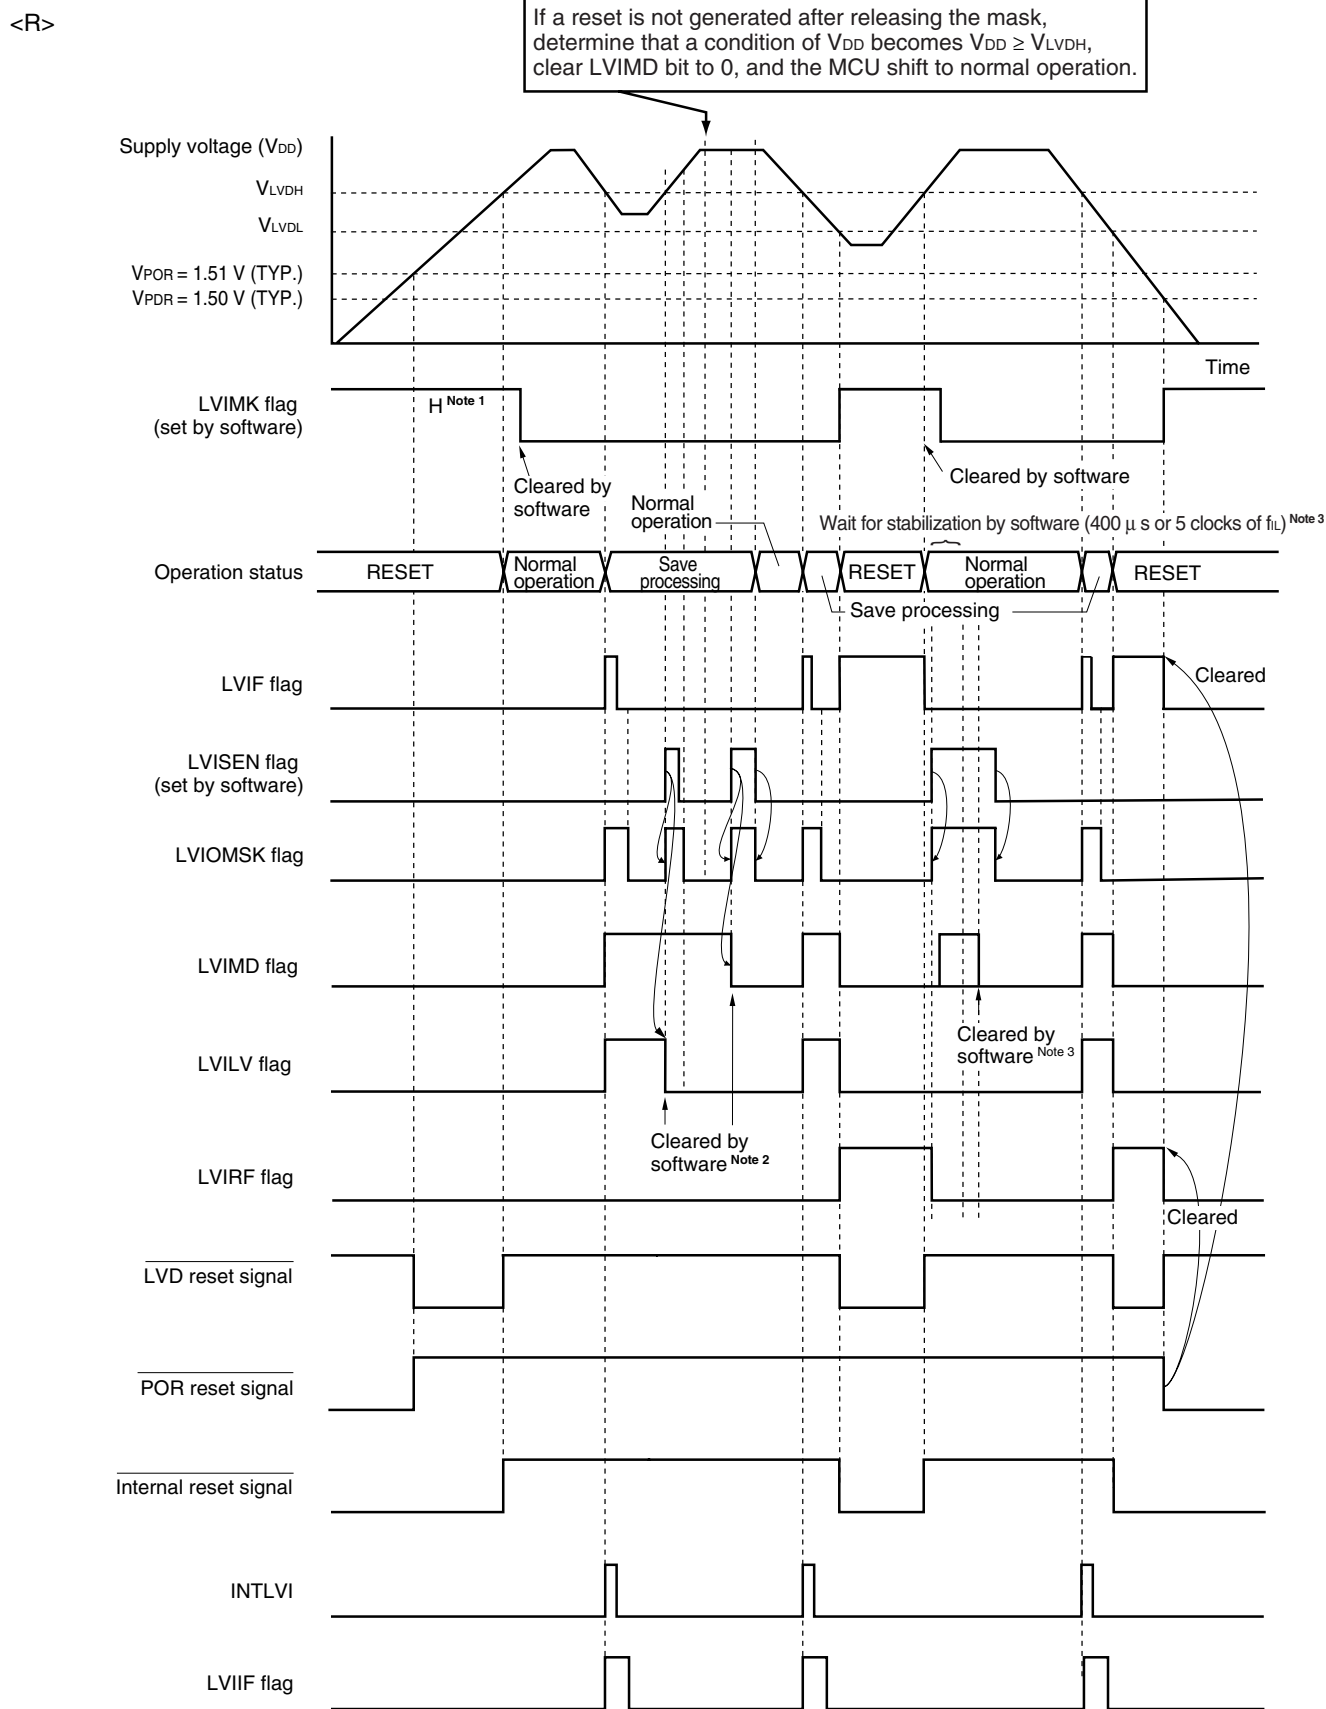 <R>
If a reset is not generated after releasing the mask,
determine that a condition of VDD becomes VDD ≥ VLVDH,
clear LVIMD bit to 0, and the MCU shift to normal operation.
Supply voltage (VDD)
VLVDH
VLVDL
VPOR = 1.51 V (TYP.)
VPDR = 1.50 V (TYP.)
Time
LVIMK flag
(set by software)
H Note 1
Cleared by
software
Cleared by software
Normal
operation
Wait for stabilization by software (400 μ s or 5 clocks of fIL) Note 3
Operation status
RESET
Normal
operation
Save
processing
RESET
Normal
operation
RESET
Save processing
LVIF flag
Cleared
LVISEN flag
(set by software)
LVIOMSK flag
LVIMD flag
Cleared by
software Note 3
LVILV flag
Cleared by
software Note 2
LVIRF flag
Cleared
LVD reset signal
POR reset signal
Internal reset signal
INTLVI
LVIIF flag